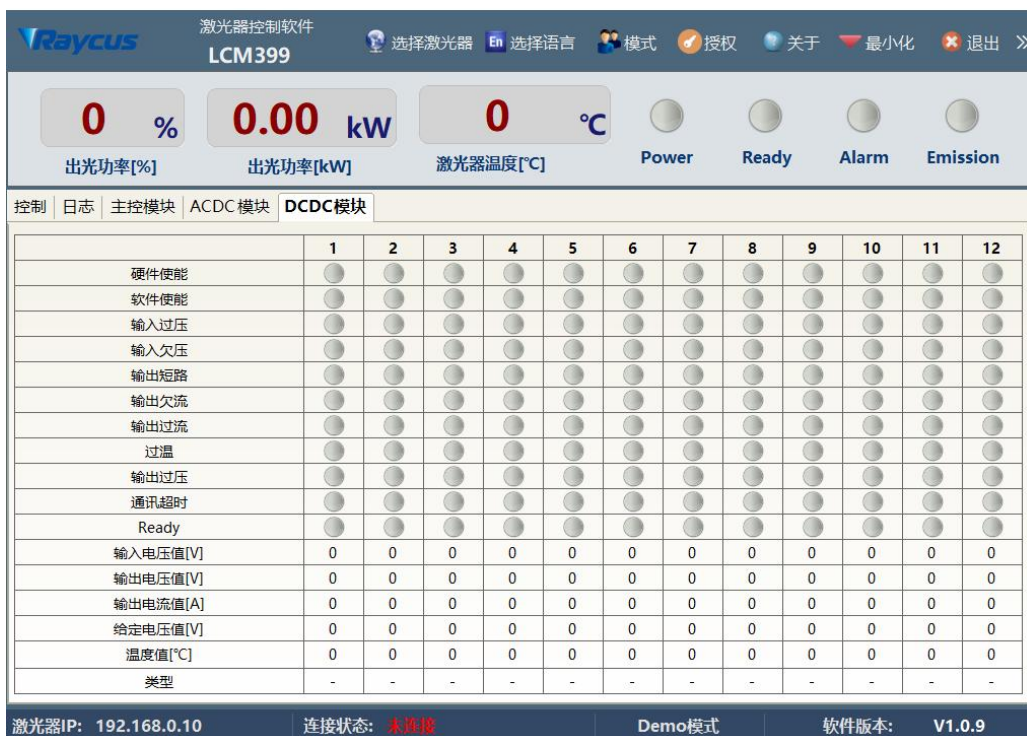 Raycus 激光器控制软件 LCM399 选择激光器 En 选择语言 模式 授权 关于 最小化 退出 »
0 % 0.00 kW 0 ℃
出光功率[%] 出光功率[kW] 激光器温度[℃] Power Ready Alarm Emission
控制 日志 主控模块 ACDC模块 DCDC模块
1 2 3 4 5 6 7 8 9 10 11 12
硬件使能
软件使能
输入过压
输入欠压
输出短路
输出欠流
输出过流
过温
输出过压
通讯超时
Ready
输入电压值[V] 0 0 0 0 0 0 0 0 0 0 0 0
输出电压值[V] 0 0 0 0 0 0 0 0 0 0 0 0
输出电流值[A] 0 0 0 0 0 0 0 0 0 0 0 0
给定电压值[V] 0 0 0 0 0 0 0 0 0 0 0 0
温度值[℃] 0 0 0 0 0 0 0 0 0 0 0 0
类型 - - - - - - - - - - - -
激光器IP: 192.168.0.10 连接状态: 未连接 Demo模式 软件版本: V1.0.9